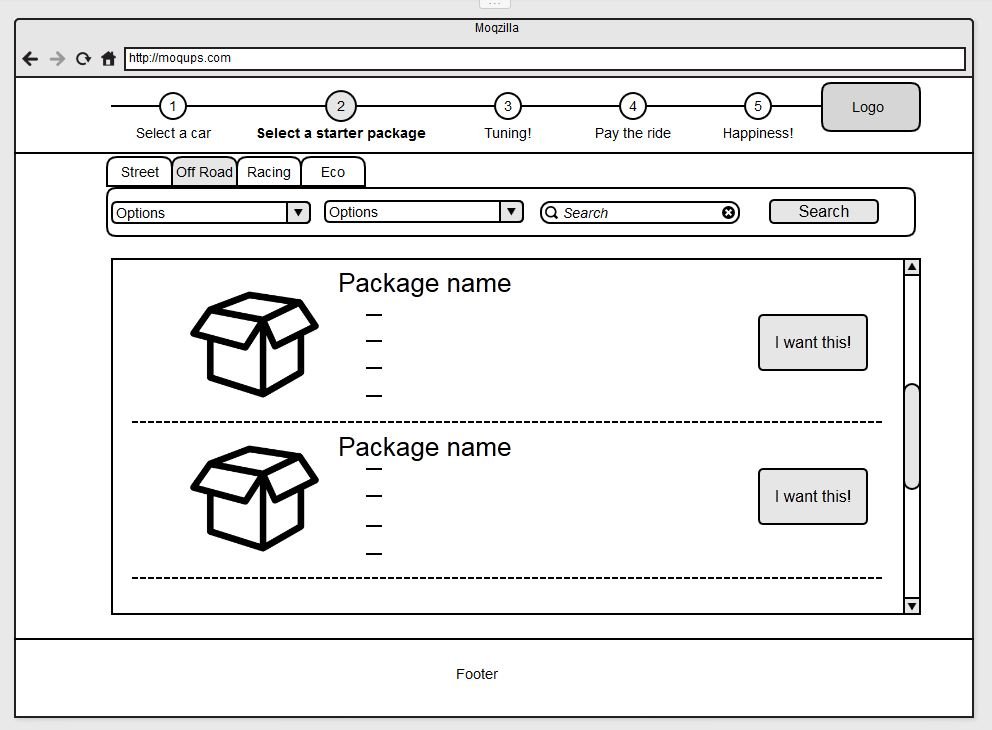 Moqzilla
http://moqups.com
1 2 3 4 5 Logo
Select a car Select a starter package Tuning! Pay the ride Happiness!
Street Off Road Racing Eco
Options Options Search Search
Package name
I want this!
Package name
I want this!
Footer